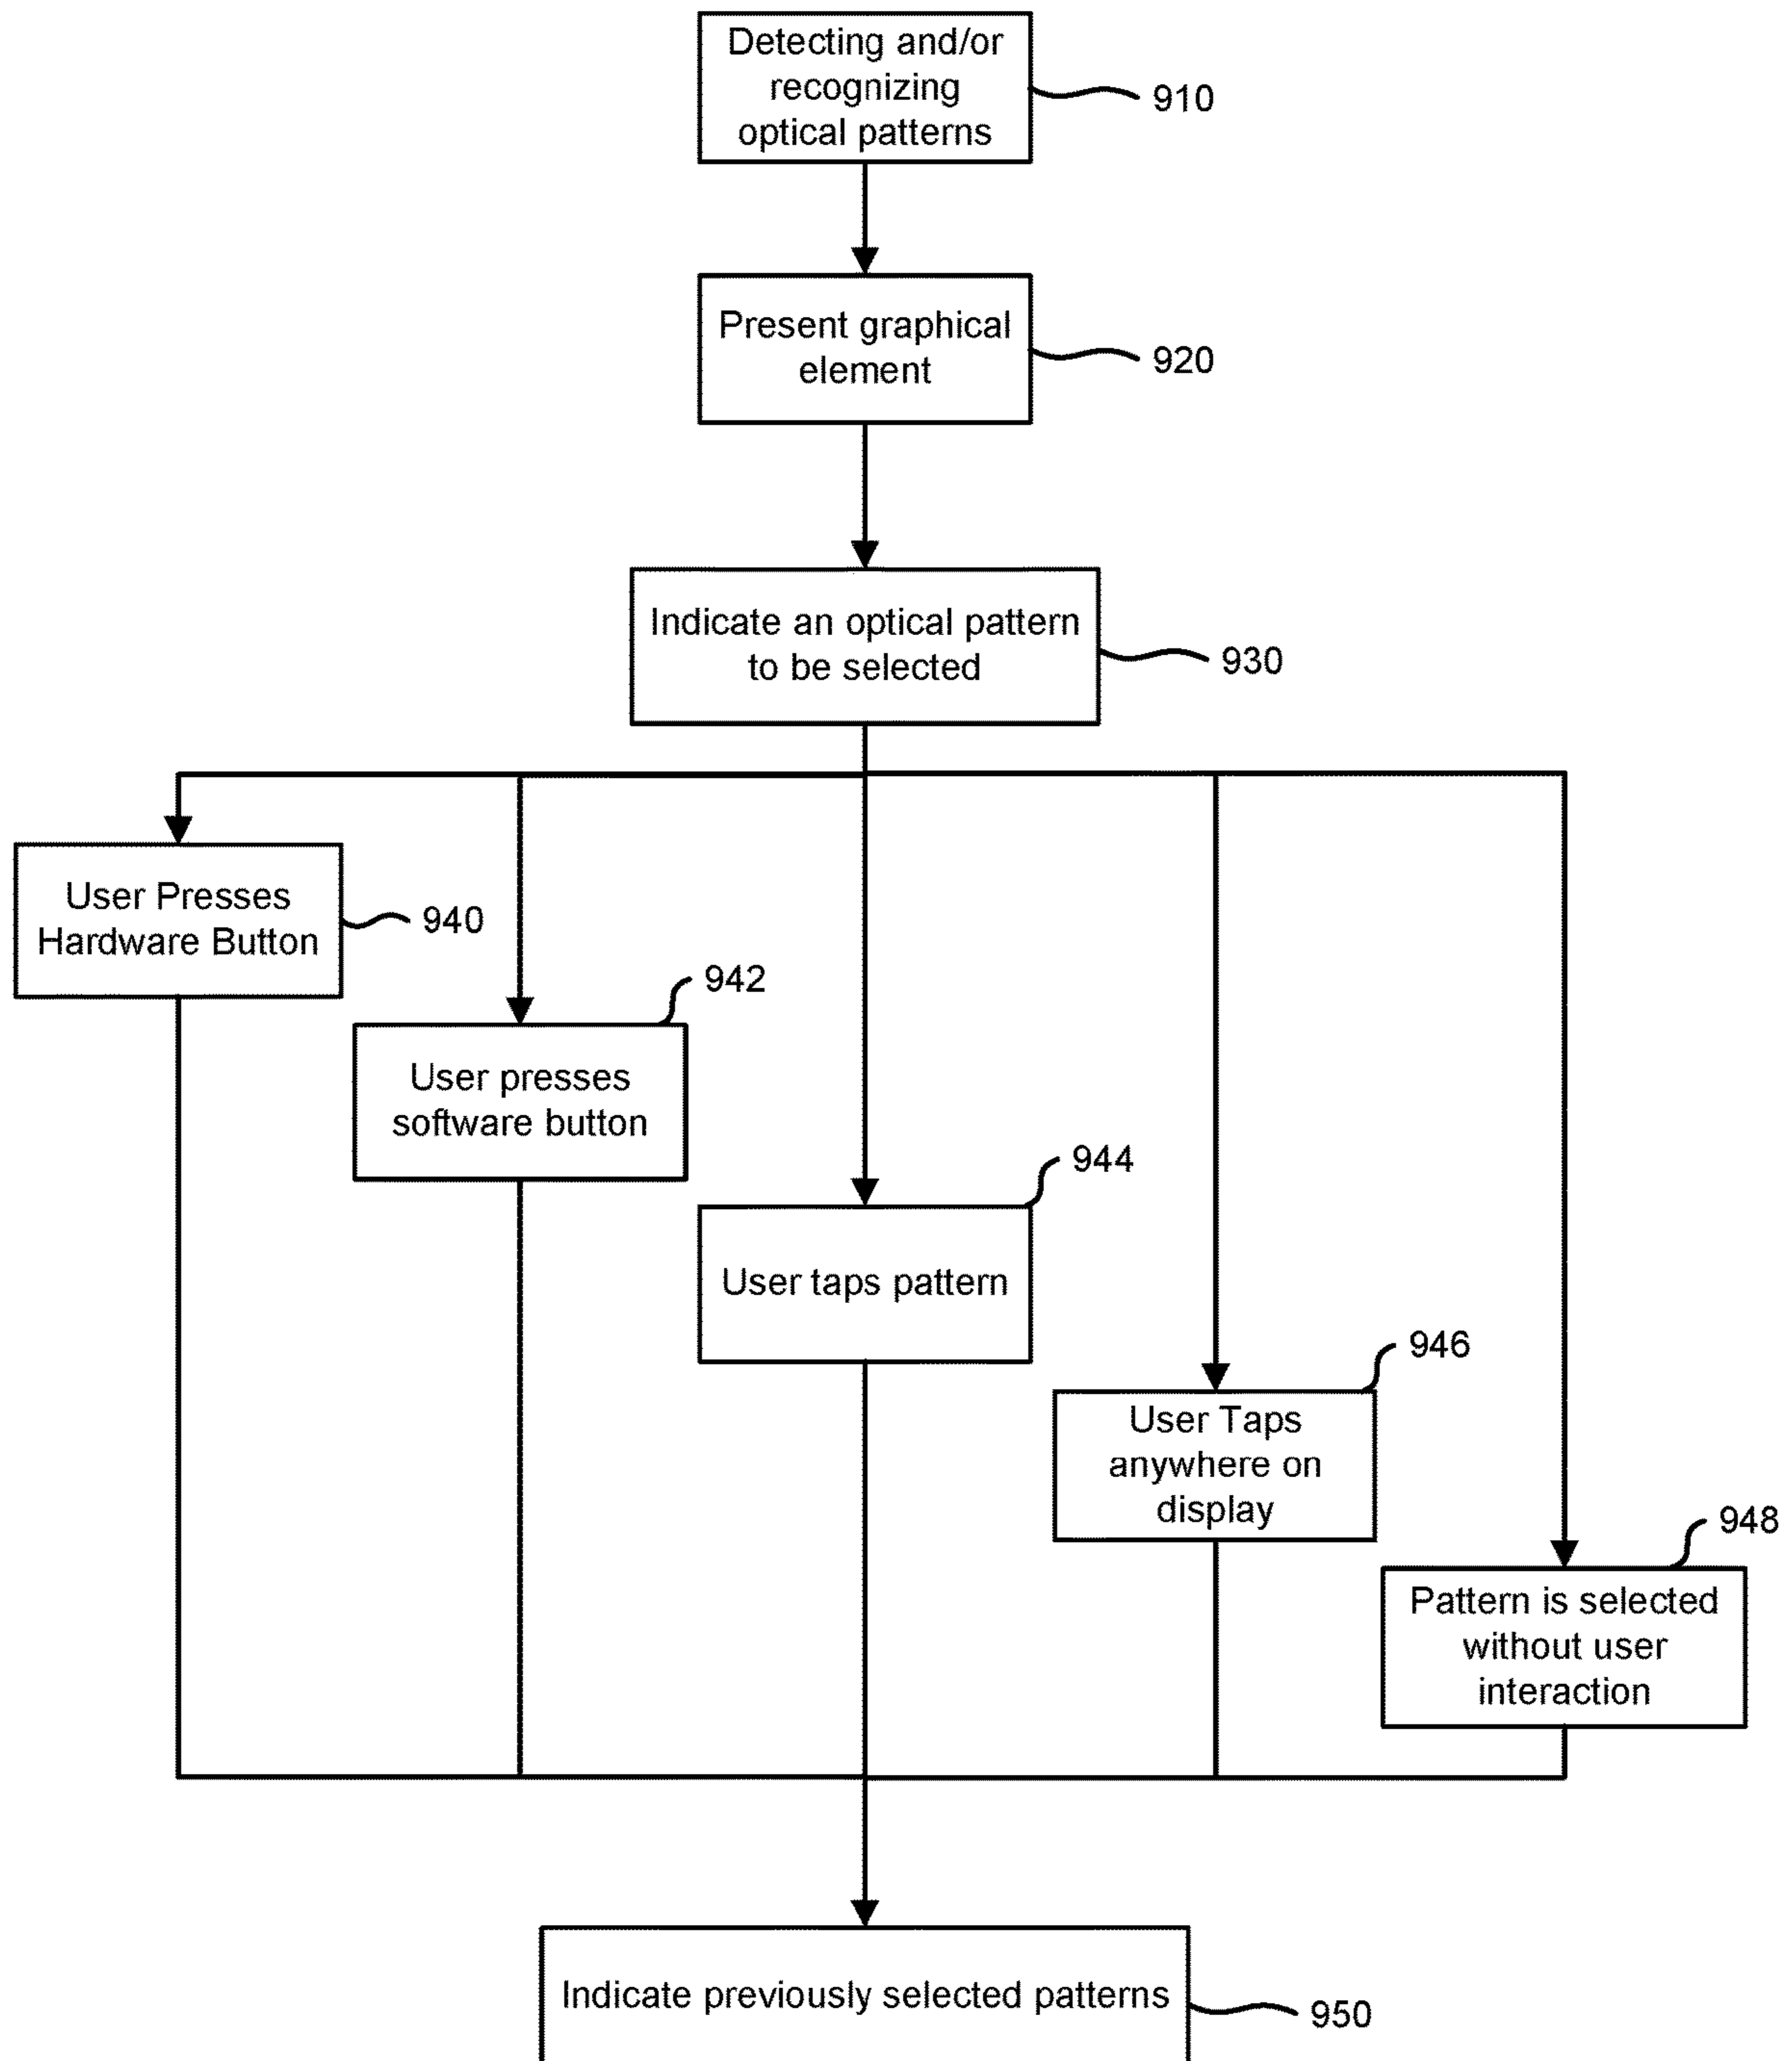 Detecting and/or
recognizing
optical patterns
910
Present graphical
element
920
Indicate an optical pattern
to be selected
930
User Presses
Hardware Button
940
942
User presses
software button
944
User taps pattern
946
User Taps
anywhere on
display
948
Pattern is selected
without user
interaction
Indicate previously selected patterns
950